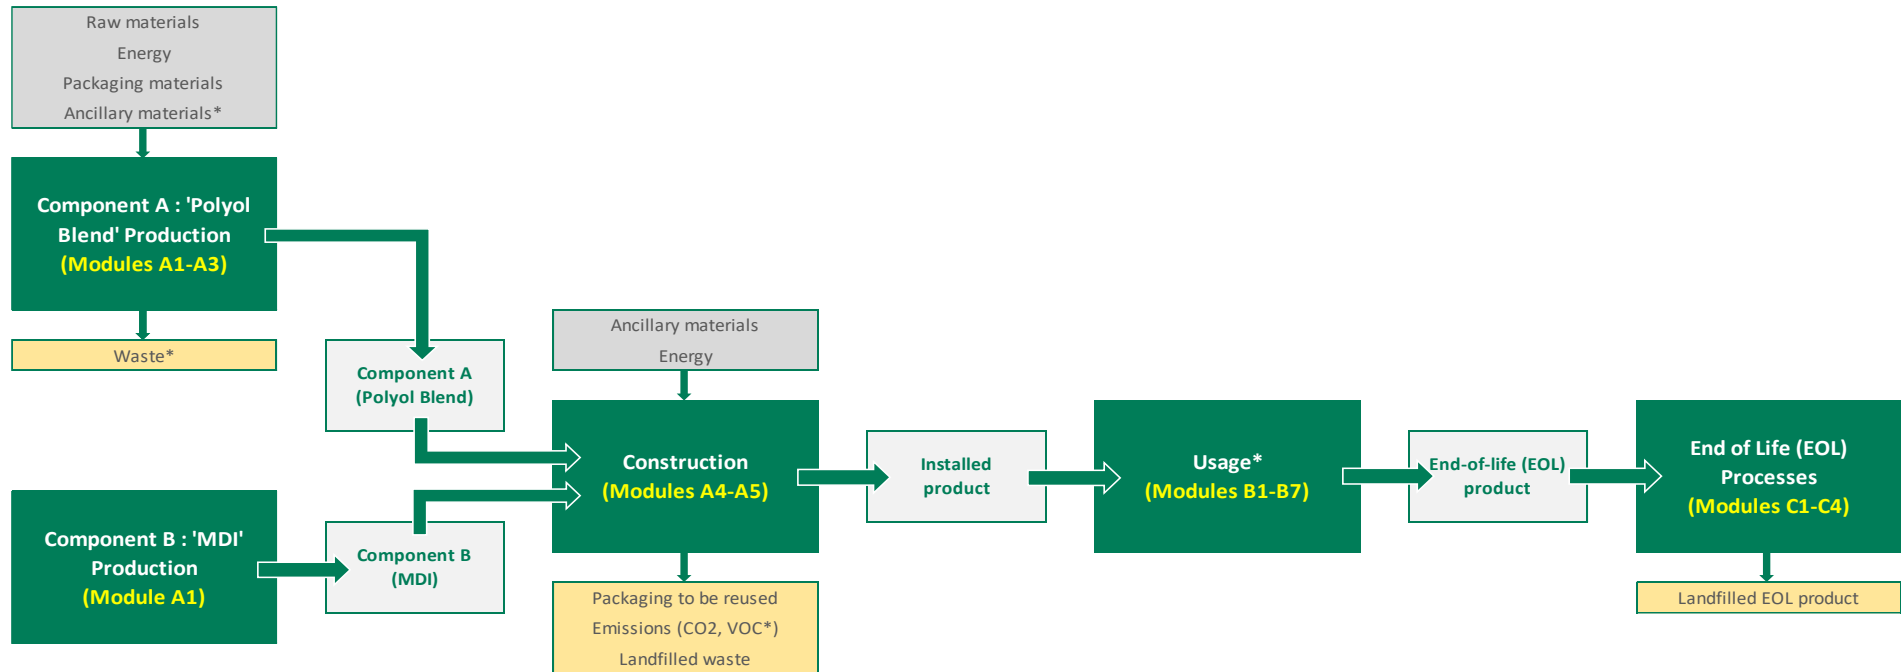 Raw materials
Energy
Packaging materials
Ancillary materials*
Component A : 'Polyol
Blend' Production
(Modules A1-A3)
Waste*
Component A
(Polyol Blend)
Component B : 'MDI'
Production
(Module A1)
Component B
(MDI)
Ancillary materials
Energy
Construction
(Modules A4-A5)
Packaging to be reused
Emissions (CO2, VOC*)
Landfilled waste
Installed
product
Usage*
(Modules B1-B7)
End-of-life (EOL)
product
End of Life (EOL)
Processes
(Modules C1-C4)
Landfilled EOL product